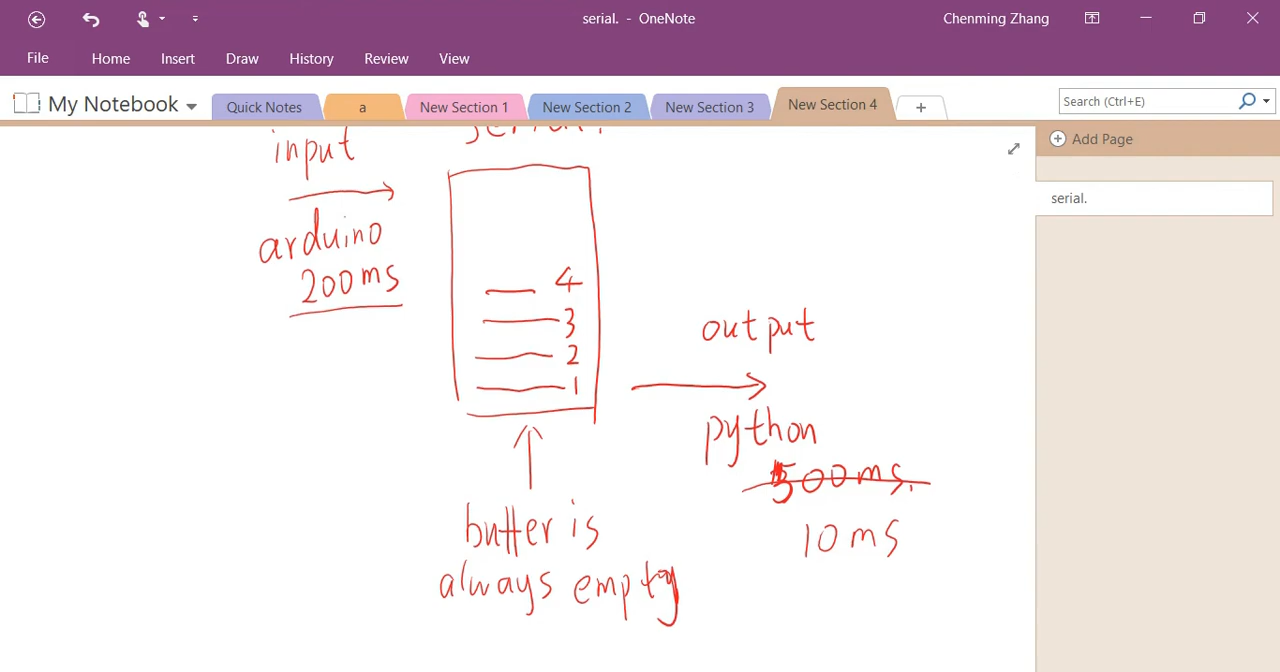 serial. - OneNote
Chenming Zhang
File
Home
Insert
Draw
History
Review
View
My Notebook
Quick Notes
a
New Section 1
New Section 2
New Section 3
New Section 4
Search (Ctrl+E)
Add Page
serial.
input
arduino
200ms
4
3
2
1
output
python
500ms.
10ms
buffer is
always empty